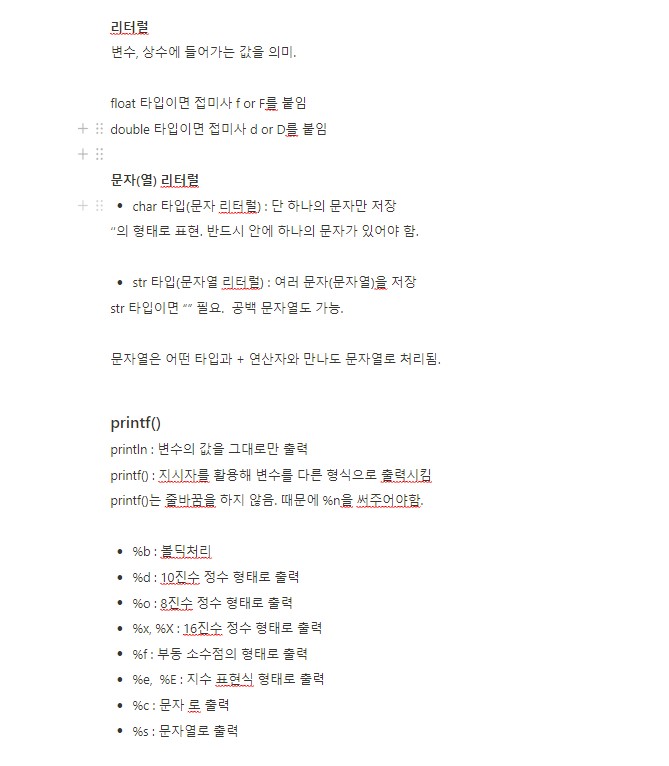 리터럴
변수, 상수에 들어가는 값을 의미.
float 타입이면 접미사 f or F를 붙임
double 타입이면 접미사 d or D를 붙임
문자(열) 리터럴
• char 타입(문자 리터럴) : 단 하나의 문자만 저장
‘’의 형태로 표현. 반드시 안에 하나의 문자가 있어야 함.
• str 타입(문자열 리터럴) : 여러 문자(문자열)을 저장
str 타입이면 “” 필요. 공백 문자열도 가능.
문자열은 어떤 타입과 + 연산자와 만나도 문자열로 처리됨.
printf()
println : 변수의 값을 그대로만 출력
printf() : 지시자를 활용해 변수를 다른 형식으로 출력시킴
printf()는 줄바꿈을 하지 않음. 때문에 %n을 써주어야함.
• %b : 볼딕처리
• %d : 10진수 정수 형태로 출력
• %o : 8진수 정수 형태로 출력
• %x, %X : 16진수 정수 형태로 출력
• %f : 부동 소수점의 형태로 출력
• %e, %E : 지수 표현식 형태로 출력
• %c : 문자 로 출력
• %s : 문자열로 출력